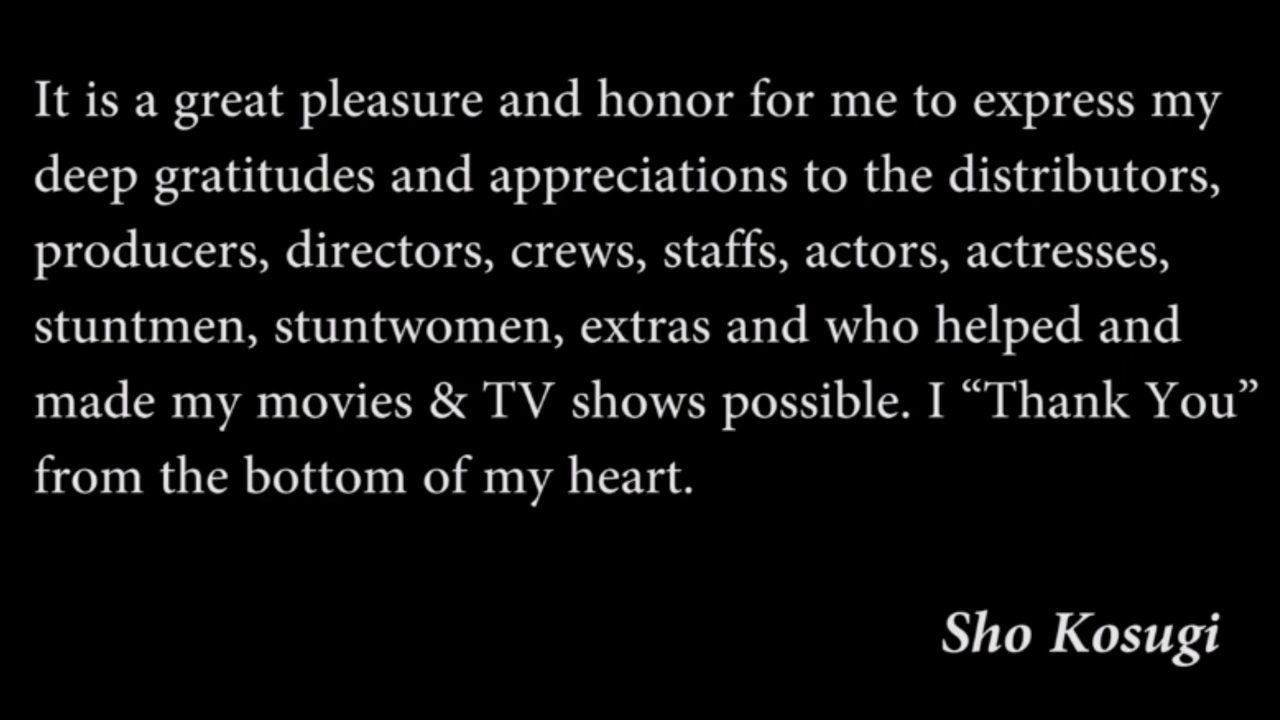 It is a great pleasure and honor for me to express my
deep gratitudes and appreciations to the distributors,
producers, directors, crews, staffs, actors, actresses,
stuntmen, stuntwomen, extras and who helped and
made my movies & TV shows possible. I “Thank You”
from the bottom of my heart.
Sho Kosugi